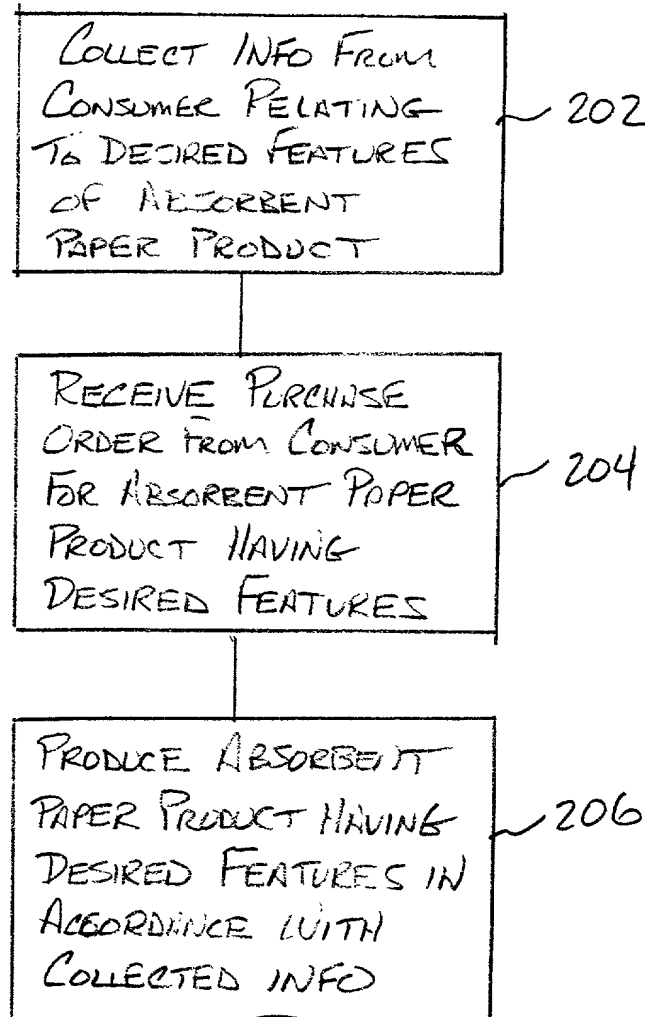 COLLECT INFO FROM
CONSUMER RELATING
TO DESIRED FEATURES
OF ABSORBENT
PAPER PRODUCT
202
RECEIVE PURCHASE
ORDER FROM CONSUMER
FOR ABSORBENT PAPER
PRODUCT HAVING
DESIRED FEATURES
204
PRODUCE ABSORBENT
PAPER PRODUCT HAVING
DESIRED FEATURES IN
ACCORDANCE WITH
COLLECTED INFO
206